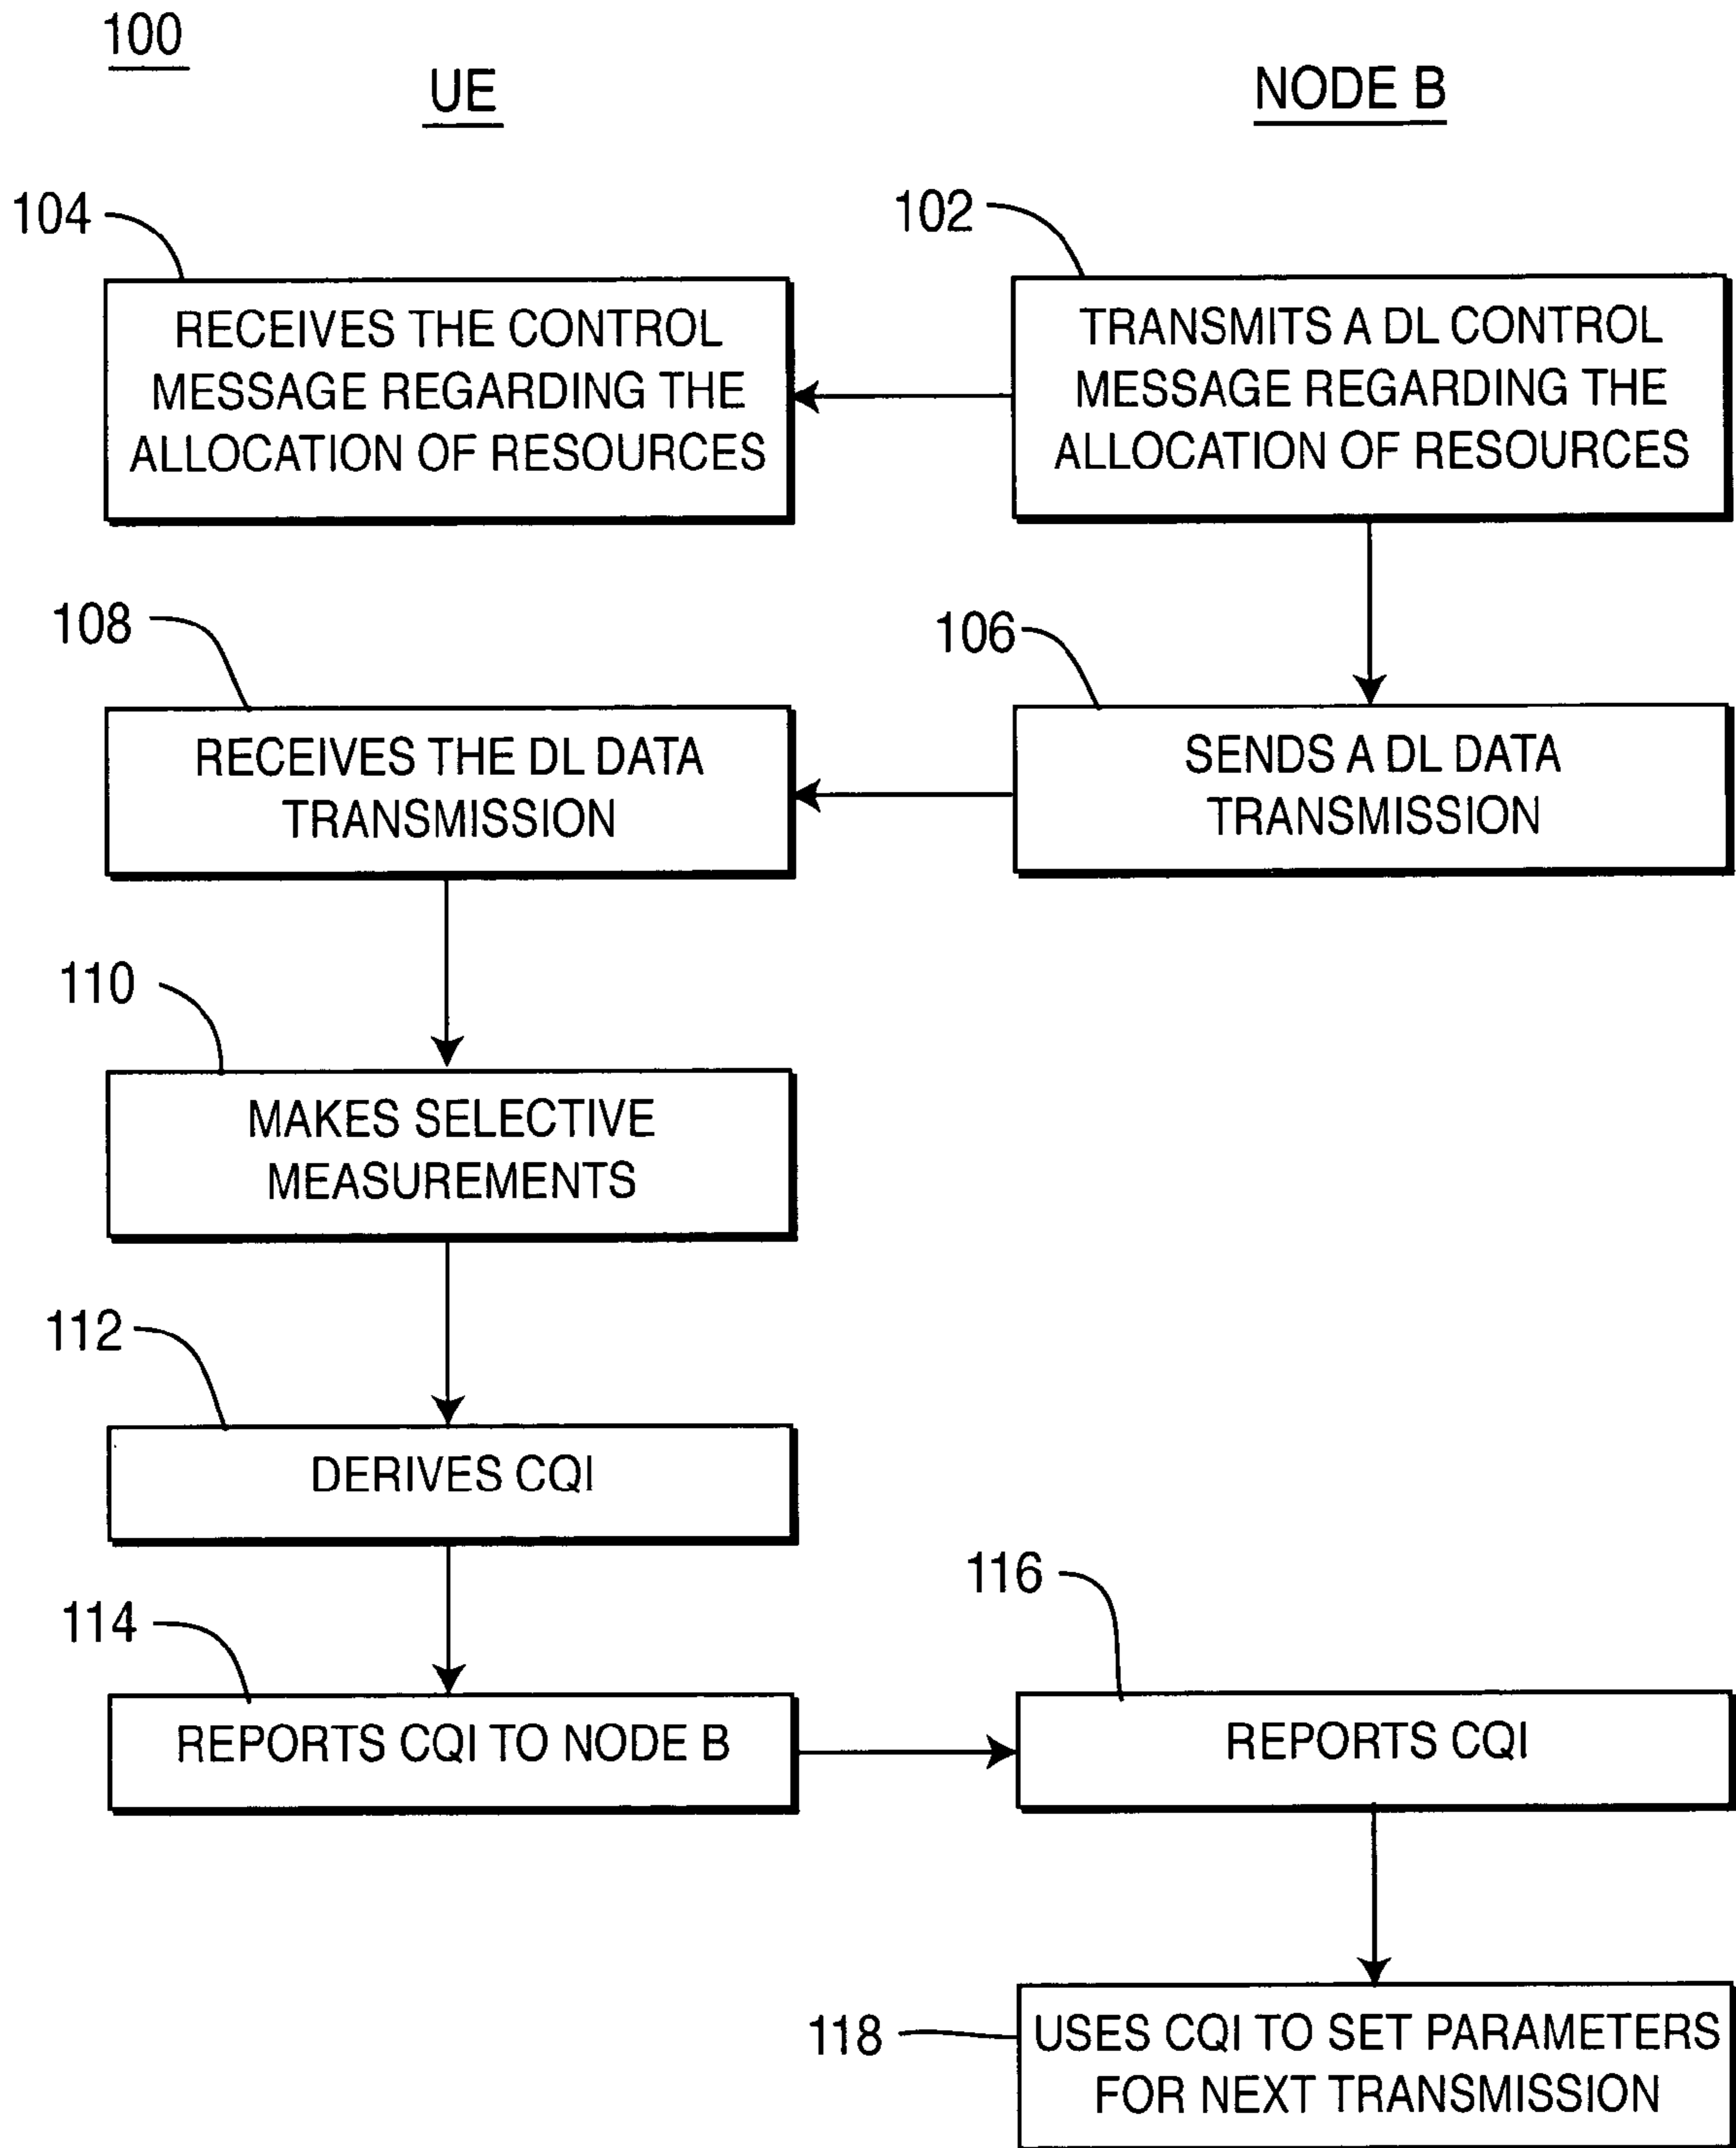 100
UE
NODE B
104
102
RECEIVES THE CONTROL
MESSAGE REGARDING THE
ALLOCATION OF RESOURCES
TRANSMITS A DL CONTROL
MESSAGE REGARDING THE
ALLOCATION OF RESOURCES
108
106
RECEIVES THE DL DATA
TRANSMISSION
SENDS A DL DATA
TRANSMISSION
110
MAKES SELECTIVE
MEASUREMENTS
112
DERIVES CQI
114
116
REPORTS CQI TO NODE B
REPORTS CQI
118
USES CQI TO SET PARAMETERS
FOR NEXT TRANSMISSION